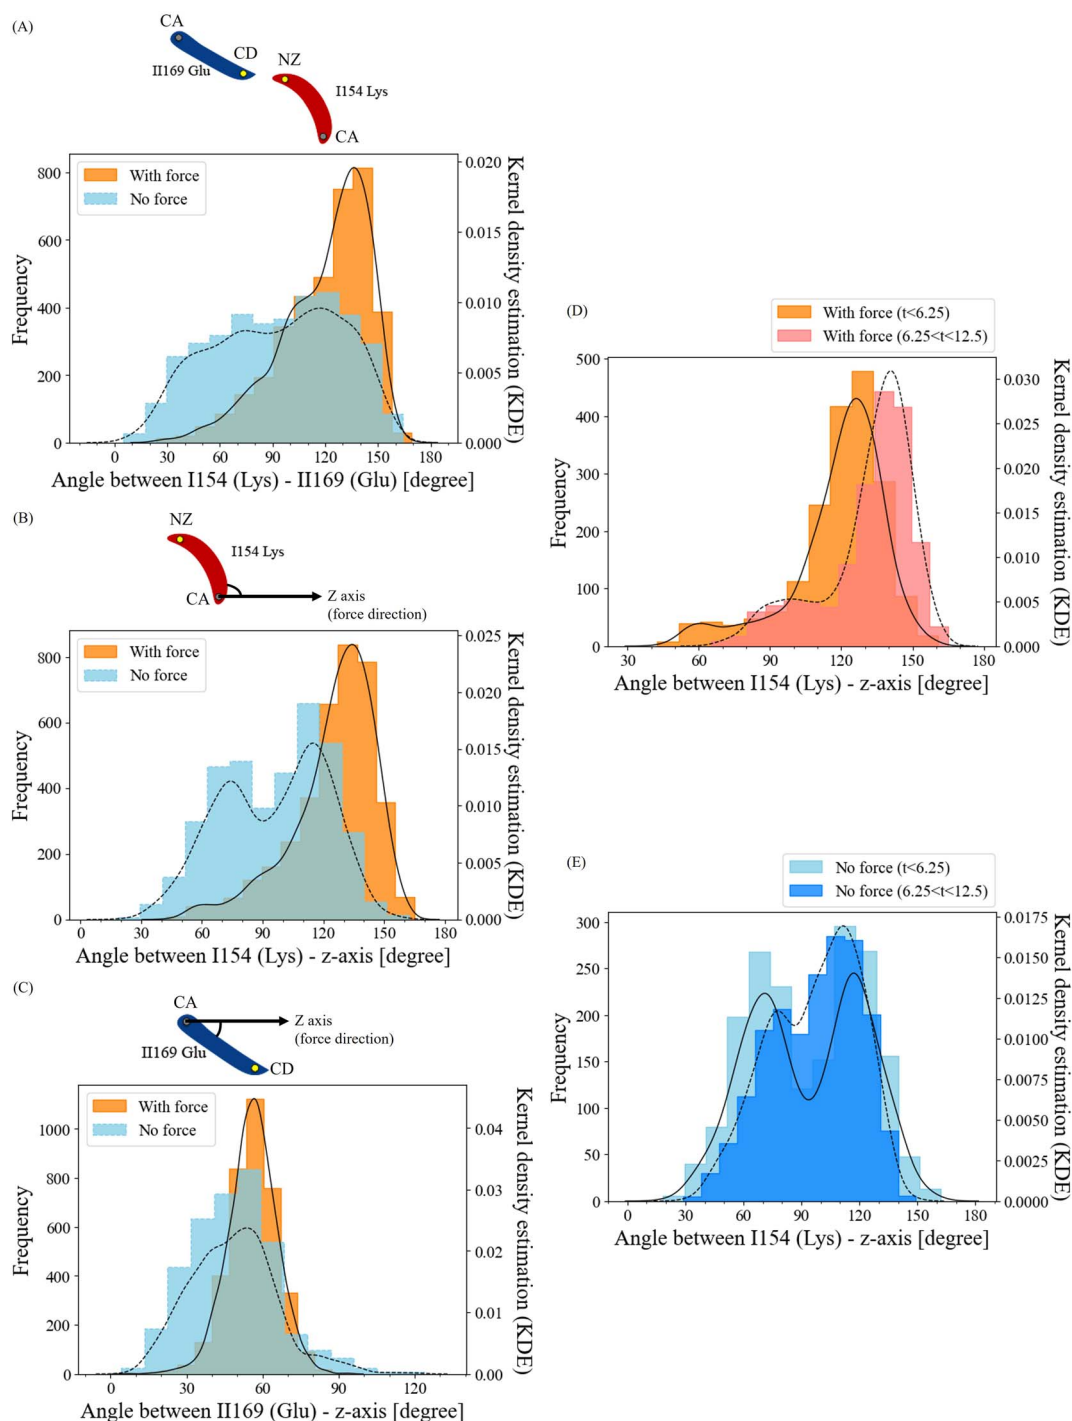 (A)
CA
CD
NZ
II169 Glu
I154 Lys
CA
With force
No force
800
600
400
200
0
0.020
0.015
0.010
0.005
0.000
0 30 60 90 120 150 180
Frequency
Kernel density estimation (KDE)
Angle between I154 (Lys) - II169 (Glu) [degree]
(B)
NZ
I154 Lys
CA
Z axis
(force direction)
With force
No force
800
600
400
200
0
0.025
0.020
0.015
0.010
0.005
0.000
0 30 60 90 120 150 180
Frequency
Kernel density estimation (KDE)
Angle between I154 (Lys) - z-axis [degree]
(C)
CA
Z axis
(force direction)
II169 Glu
CD
With force
No force
1000
800
600
400
200
0
0.04
0.03
0.02
0.01
0.00
0 30 60 90 120
Frequency
Kernel density estimation (KDE)
Angle between II169 (Glu) - z-axis [degree]
(D)
With force (t<6.25)
With force (6.25<t<12.5)
500
400
300
200
100
0
0.030
0.025
0.020
0.015
0.010
0.005
0.000
30 60 90 120 150 180
Frequency
Kernel density estimation (KDE)
Angle between I154 (Lys) - z-axis [degree]
(E)
No force (t<6.25)
No force (6.25<t<12.5)
300
250
200
150
100
50
0
0.0175
0.0150
0.0125
0.0100
0.0075
0.0050
0.0025
0.0000
0 30 60 90 120 150 180
Frequency
Kernel density estimation (KDE)
Angle between I154 (Lys) - z-axis [degree]